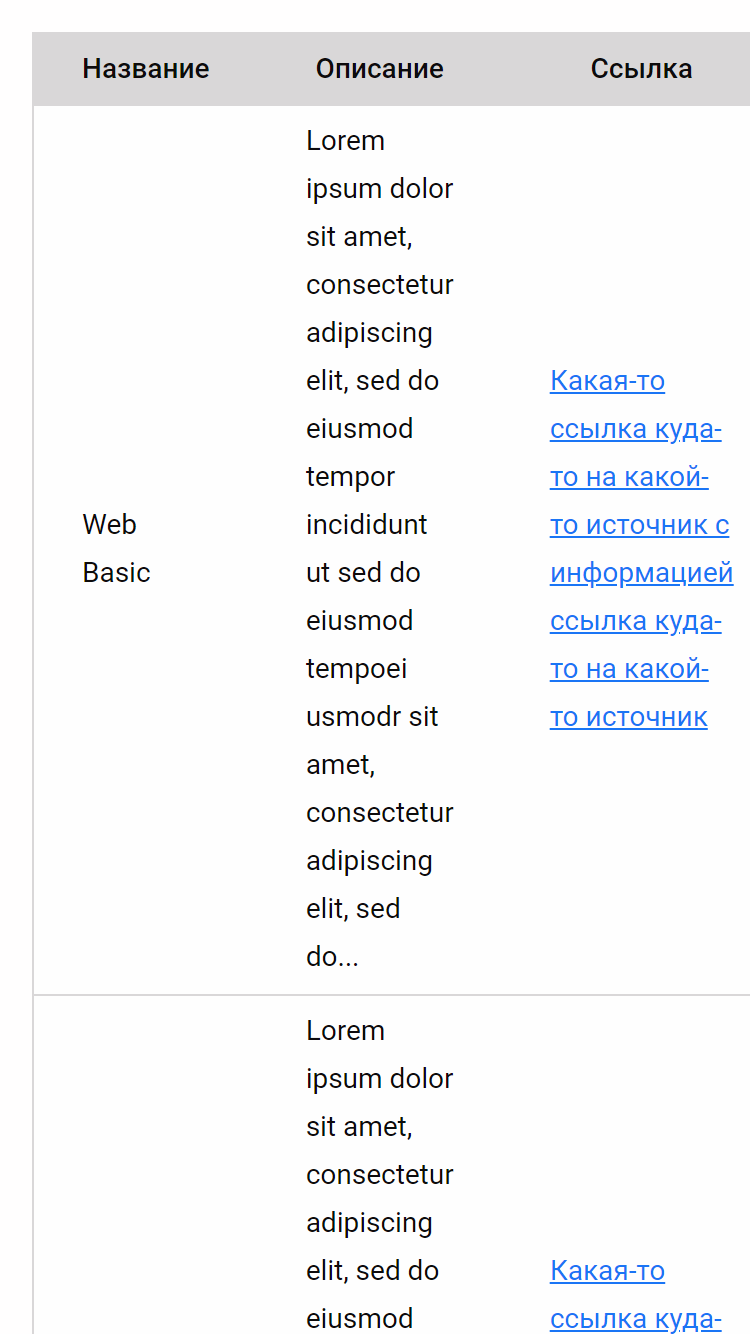 Название Описание Ссылка
Lorem
ipsum dolor
sit amet,
consectetur
adipiscing
elit, sed do
eiusmod
tempor
incididunt
ut sed do
eiusmod
tempoei
usmodr sit
amet,
consectetur
adipiscing
elit, sed
do...
Web
Basic
Какая-то
ссылка куда-
то на какой-
то источник с
информацией
ссылка куда-
то на какой-
то источник
Lorem
ipsum dolor
sit amet,
consectetur
adipiscing
elit, sed do
eiusmod
Какая-то
ссылка куда-